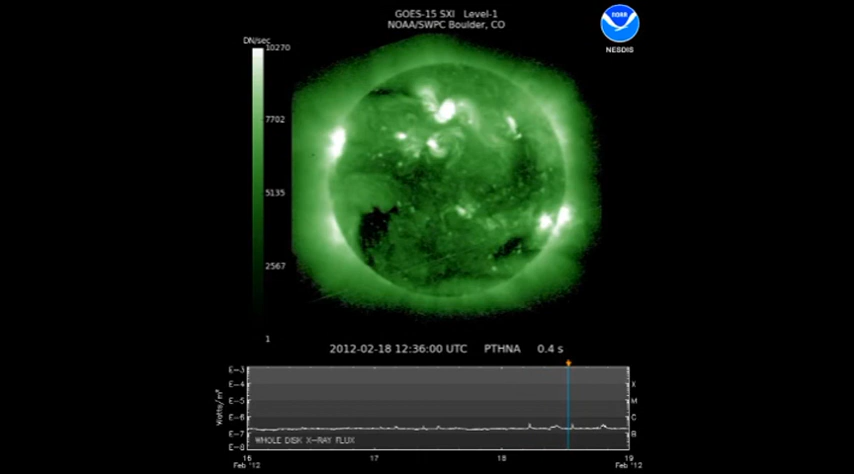 GOES-15 SXI Level-1
NOAA/SWPC Boulder, CO
NOAA
NESDIS
DN/sec
10270
7702
5135
2567
1
2012-02-18 12:36:00 UTC PTHNA 0.4 s
E-3
E-4
E-5
E-6
E-7
Watts/m²
X
M
C
B
WHOLE DISK X-RAY FLUX
16
17
18
19
Feb '12
Feb '12